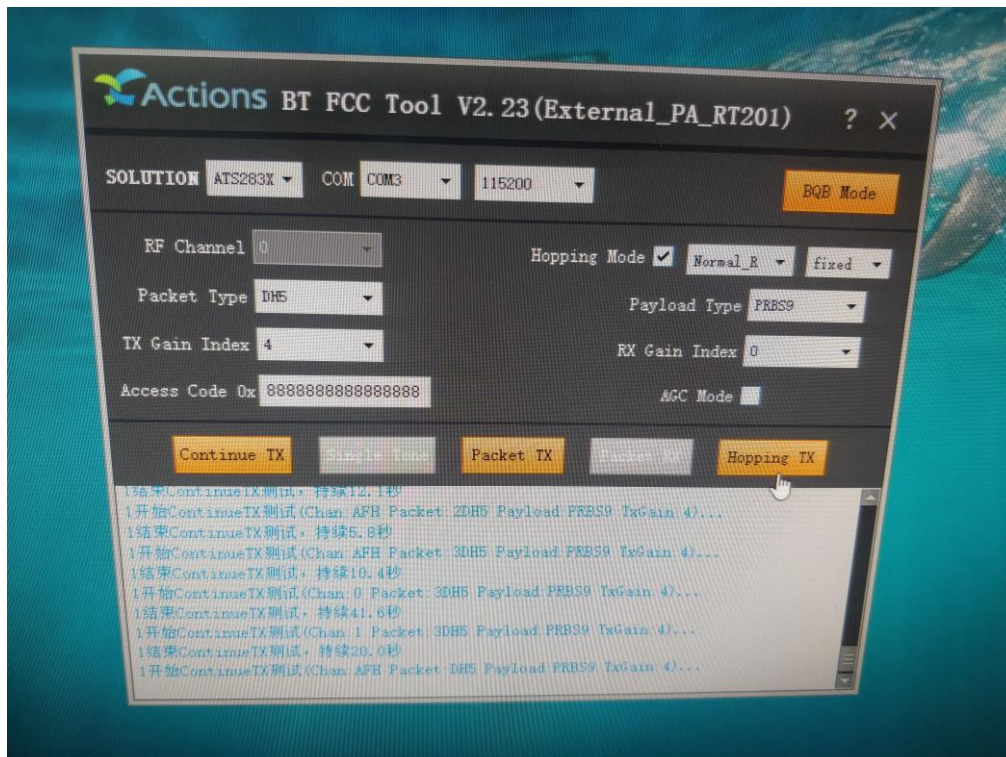 Actions BT FCC Tool V2.23(External_PA_RT201) ? ×
SOLUTION ATS283X COM COM3 115200 BQB Mode
RF Channel 0 Hopping Mode Normal_R fixed
Packet Type DH5 Payload Type PRBS9
TX Gain Index 4 RX Gain Index 0
Access Code 0x 8888888888888888 AGC Mode
Continue TX Single Tone Packet TX Hopping TX
1结束ContinueTX测试，持续12.1秒
1开始ContinueTX测试(Chan:AFH Packet:2DH5 Payload:PRBS9 TxGain:4)...
1结束ContinueTX测试，持续5.8秒
1开始ContinueTX测试(Chan:AFH Packet:3DH5 Payload:PRBS9 TxGain:4)...
1结束ContinueTX测试，持续10.4秒
1开始ContinueTX测试(Chan:0 Packet:3DH5 Payload:PRBS9 TxGain:4)...
1结束ContinueTX测试，持续41.6秒
1开始ContinueTX测试(Chan:1 Packet:3DH5 Payload:PRBS9 TxGain:4)...
1结束ContinueTX测试，持续20.0秒
1开始ContinueTX测试(Chan:AFH Packet:DH5 Payload:PRBS9 TxGain:4)...